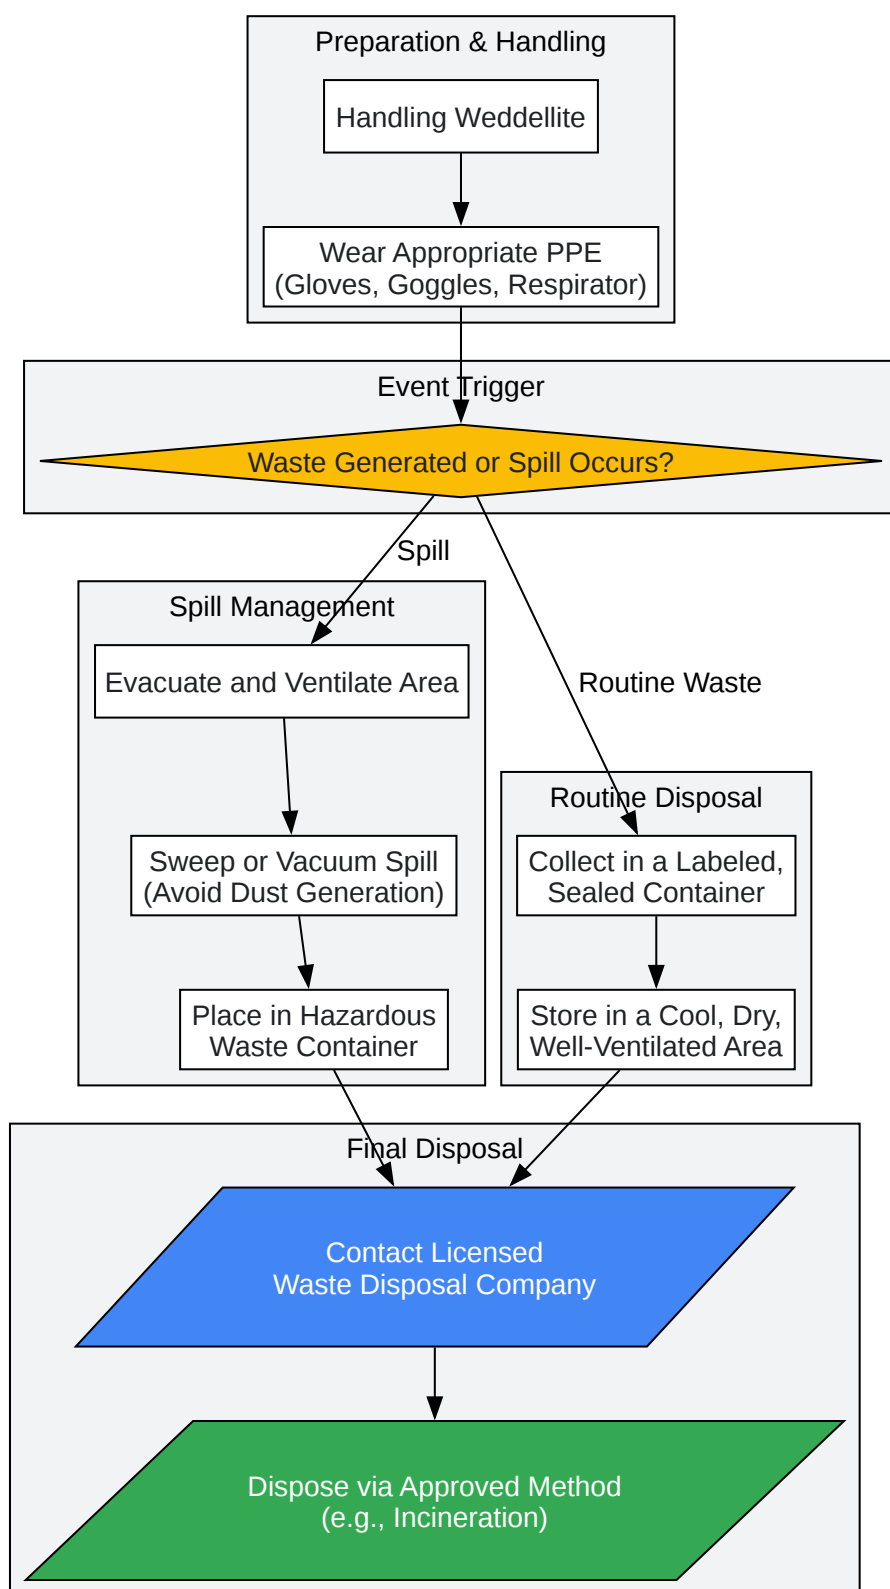 Preparation & Handling
Handling Weddellite
Wear Appropriate PPE
(Gloves, Goggles, Respirator)
Event Trigger
Waste Generated or Spill Occurs?
Spill
Routine Waste
Spill Management
Evacuate and Ventilate Area
Sweep or Vacuum Spill
(Avoid Dust Generation)
Place in Hazardous
Waste Container
Routine Disposal
Collect in a Labeled,
Sealed Container
Store in a Cool, Dry,
Well-Ventilated Area
Final Disposal
Contact Licensed
Waste Disposal Company
Dispose via Approved Method
(e.g., Incineration)